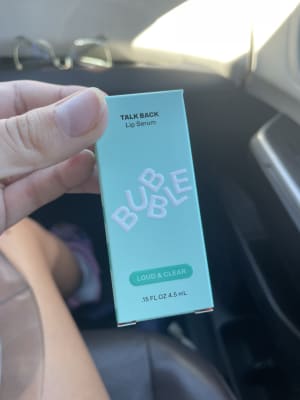 TALK BACK
Lip Serum
BUBBLE
LOUD & CLEAR
.15 FL OZ 4.5 mL